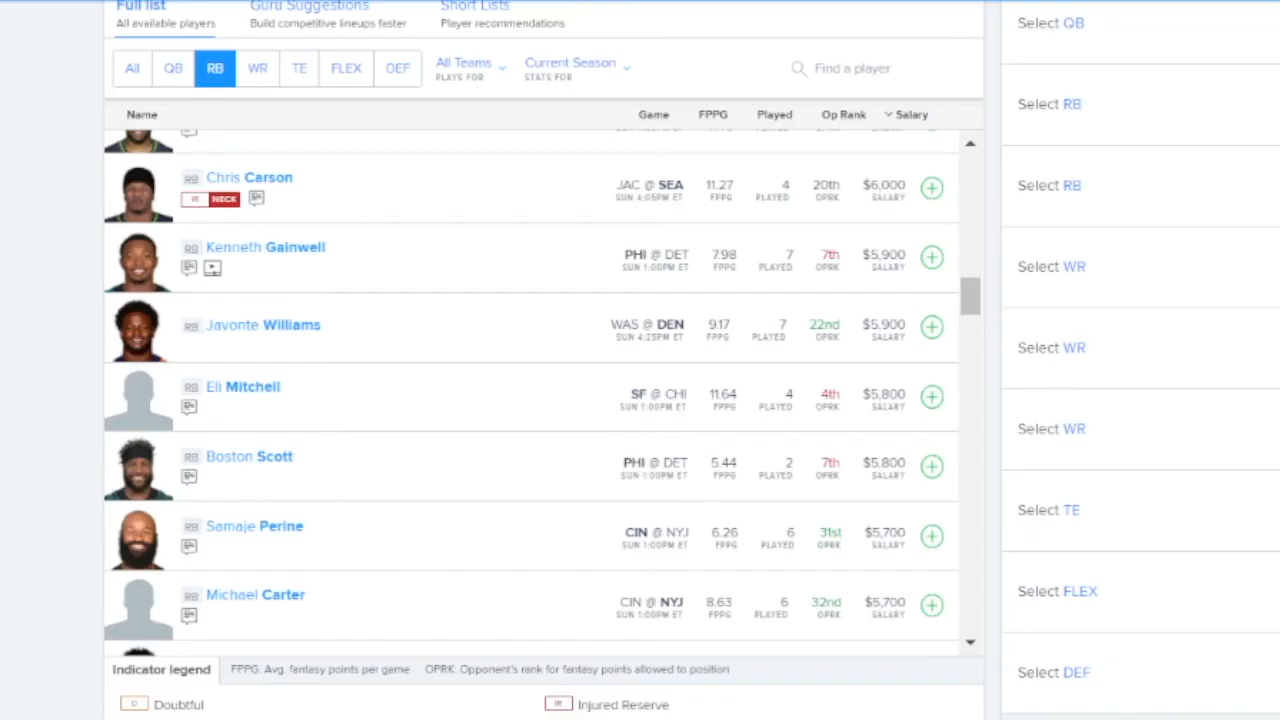 Full list Guru Suggestions Short Lists
All available players Build competitive lineups faster Player recommendations
All QB RB WR TE FLEX DEF All Teams PLAYS FOR Current Season STATS FOR Find a player
Name Game FPPG Played Op Rank Salary
RB Chris Carson JAC @ SEA 11.27 4 20th $6,000
IR NECK SUN 4:05PM ET FPPG PLAYED OPRK SALARY
RB Kenneth Gainwell PHI @ DET 7.98 7 7th $5,900
SUN 1:00PM ET FPPG PLAYED OPRK SALARY
RB Javonte Williams WAS @ DEN 9.17 7 22nd $5,900
SUN 4:25PM ET FPPG PLAYED OPRK SALARY
RB Eli Mitchell SF @ CHI 11.64 4 4th $5,800
SUN 1:00PM ET FPPG PLAYED OPRK SALARY
RB Boston Scott PHI @ DET 5.44 2 7th $5,800
SUN 1:00PM ET FPPG PLAYED OPRK SALARY
RB Samaje Perine CIN @ NYJ 6.26 6 31st $5,700
SUN 1:00PM ET FPPG PLAYED OPRK SALARY
RB Michael Carter CIN @ NYJ 8.63 6 32nd $5,700
SUN 1:00PM ET FPPG PLAYED OPRK SALARY
Indicator legend FPPG: Avg. fantasy points per game OPRK: Opponent's rank for fantasy points allowed to position
D Doubtful IR Injured Reserve
Select QB
Select RB
Select RB
Select WR
Select WR
Select WR
Select TE
Select FLEX
Select DEF